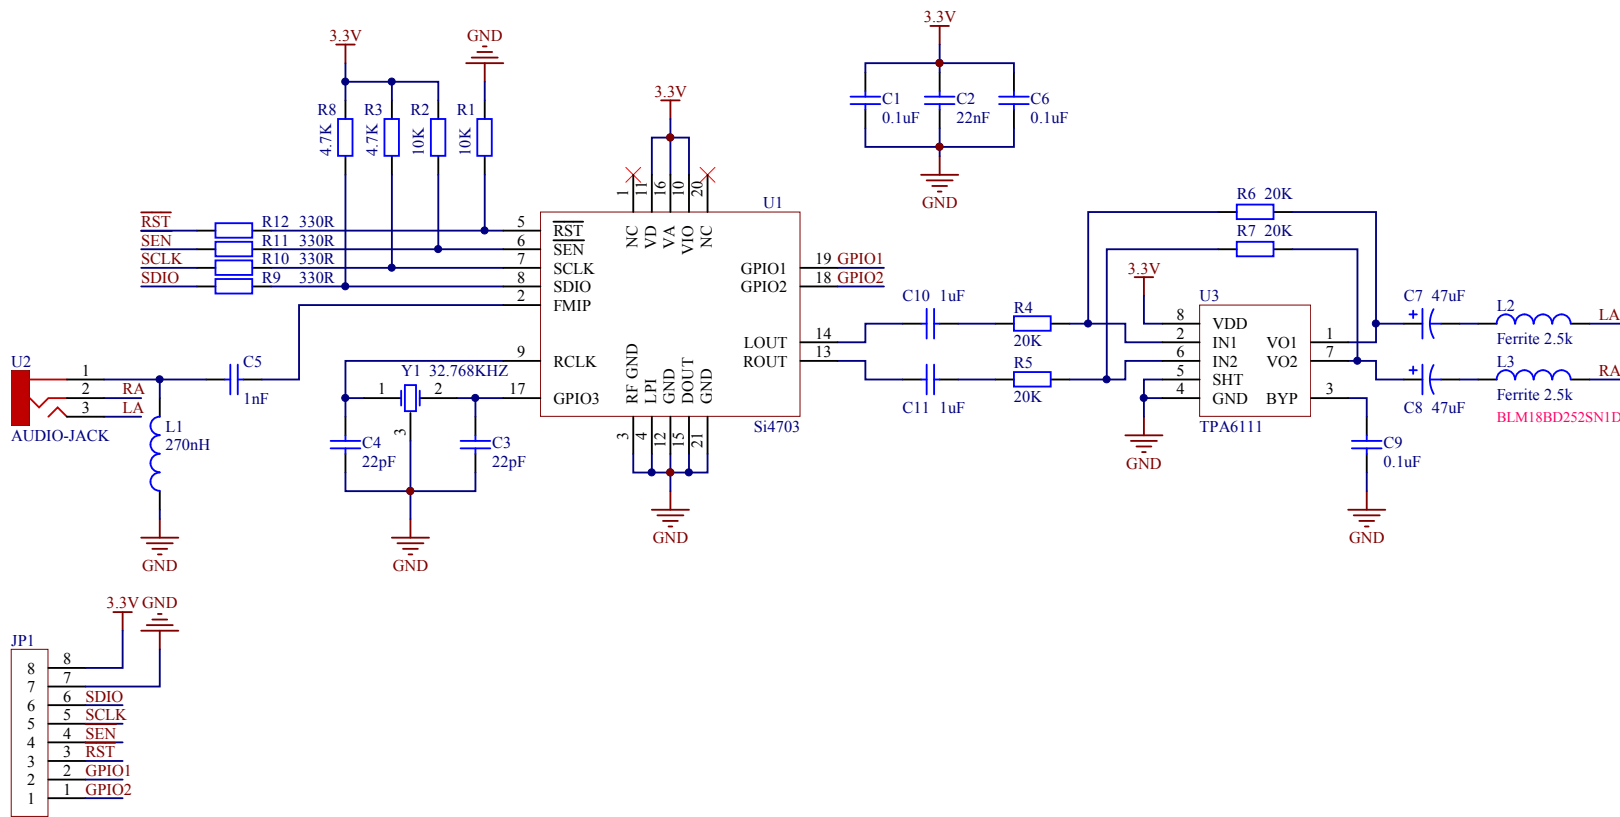 3.3V
GND
R8 4.7K
R3 4.7K
R2 10K
R1 10K
RST R12 330R 5
SEN R11 330R 6
SCLK R10 330R 7
SDIO R9 330R 8
2
9
17
3.3V
1 11 16 10 20
NC VD VA VIO NC
U1
RST
SEN
SCLK
SDIO
FMIP
RCLK
GPIO3
GPIO1 19 GPIO1
GPIO2 18 GPIO2
LOUT 14
ROUT 13
RF GND LPI GND DOUT GND
3 4 12 15 21
Si4703
GND
U2
1
2 RA
3 LA
AUDIO-JACK
C5
1nF
L1
270nH
GND
Y1 32.768KHZ
1 2
3
C4
22pF
C3
22pF
GND
3.3V
C1
0.1uF
C2
22nF
C6
0.1uF
GND
R6 20K
R7 20K
C10 1uF
R4
20K
C11 1uF
R5
20K
3.3V
U3
8 VDD
2 IN1 VO1 1
6 IN2 VO2 7
5 SHT
4 GND BYP 3
TPA6111
GND
C7 47uF
L2
Ferrite 2.5k
LA
C8 47uF
L3
Ferrite 2.5k
RA
BLM18BD252SN1D
C9
0.1uF
GND
3.3V GND
JP1
8 8
7 7
6 6 SDIO
5 5 SCLK
4 4 SEN
3 3 RST
2 2 GPIO1
1 1 GPIO2